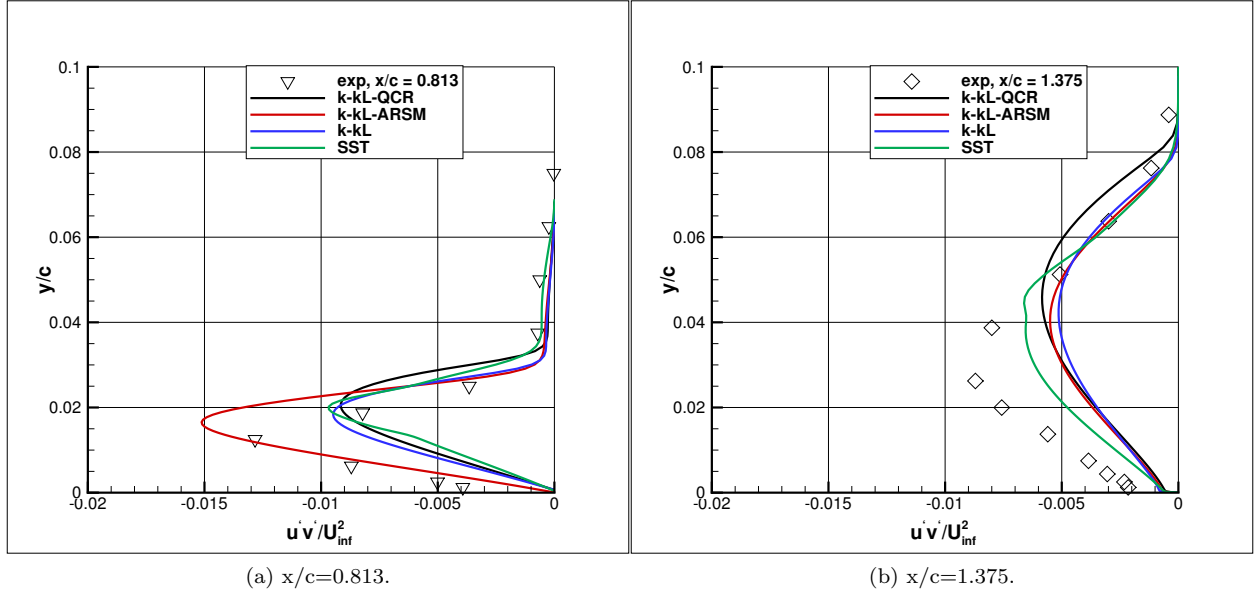 0.1
0.08
0.06
0.04
0.02
0
y/c
-0.02
-0.015
-0.01
-0.005
0
u'v'/U²inf
exp, x/c = 0.813
k-kL-QCR
k-kL-ARSM
k-kL
SST
(a) x/c=0.813.
0.1
0.08
0.06
0.04
0.02
0
y/c
-0.02
-0.015
-0.01
-0.005
0
u'v'/U²inf
exp, x/c = 1.375
k-kL-QCR
k-kL-ARSM
k-kL
SST
(b) x/c=1.375.